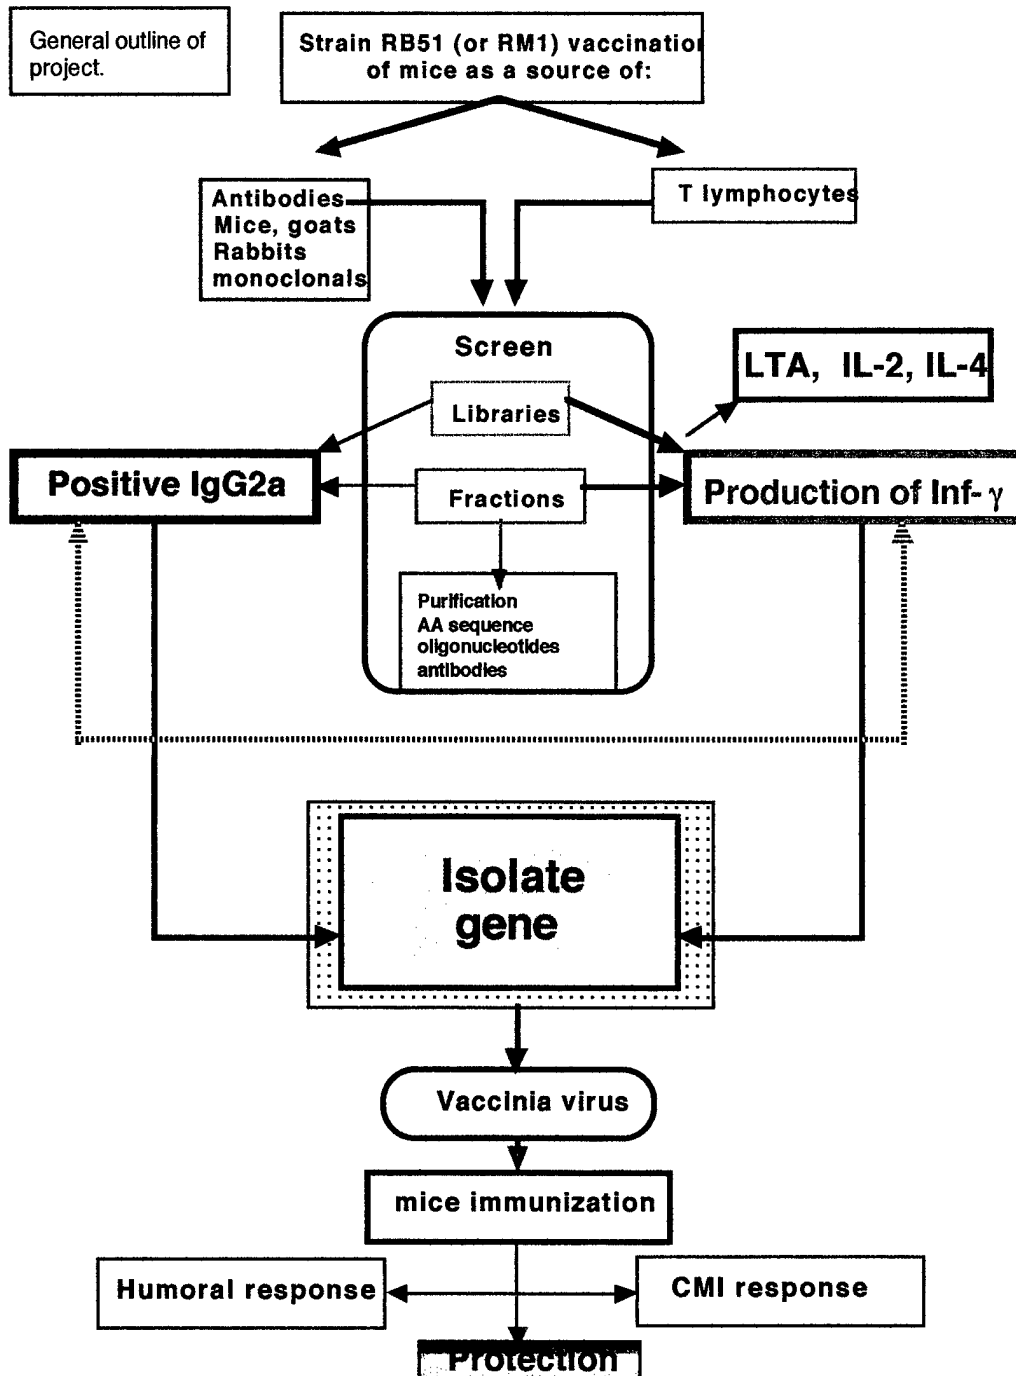 General outline of
project.
Strain RB51 (or RM1) vaccination
of mice as a source of:
Antibodies
Mice, goats
Rabbits
monoclonals
T lymphocytes
Screen
LTA, IL-2, IL-4
Libraries
Positive IgG2a
Fractions
Production of Inf- γ
Purification
AA sequence
oligonucleotides
antibodies
Isolate
gene
Vaccinia virus
mice immunization
Humoral response
CMI response
Protection